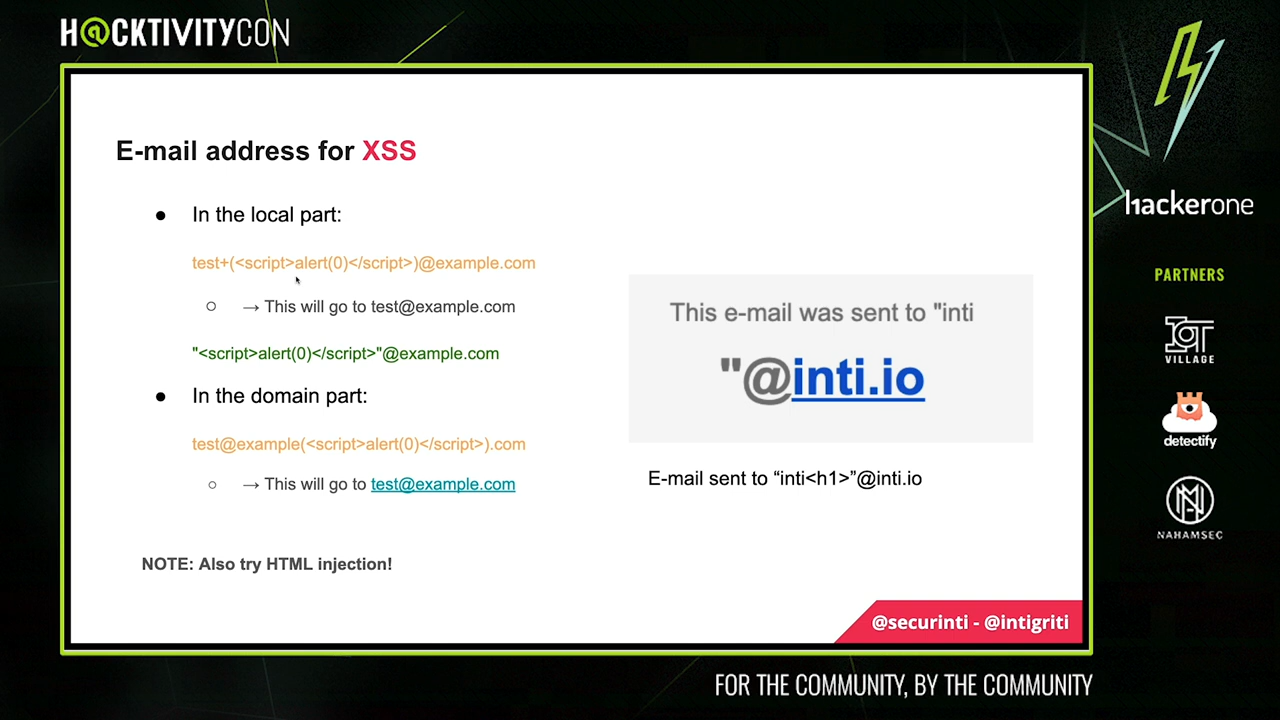 H@CKTIVITYCON
E-mail address for XSS
● In the local part:
test+(<script>alert(0)</script>)@example.com
○ → This will go to test@example.com
"<script>alert(0)</script>"@example.com
● In the domain part:
test@example(<script>alert(0)</script>).com
○ → This will go to test@example.com
NOTE: Also try HTML injection!
This e-mail was sent to "inti
"@inti.io
E-mail sent to “inti<h1>”@inti.io
@securinti - @intigriti
hackerone
PARTNERS
IOT
VILLAGE
detectify
NAHAMSEC
FOR THE COMMUNITY, BY THE COMMUNITY